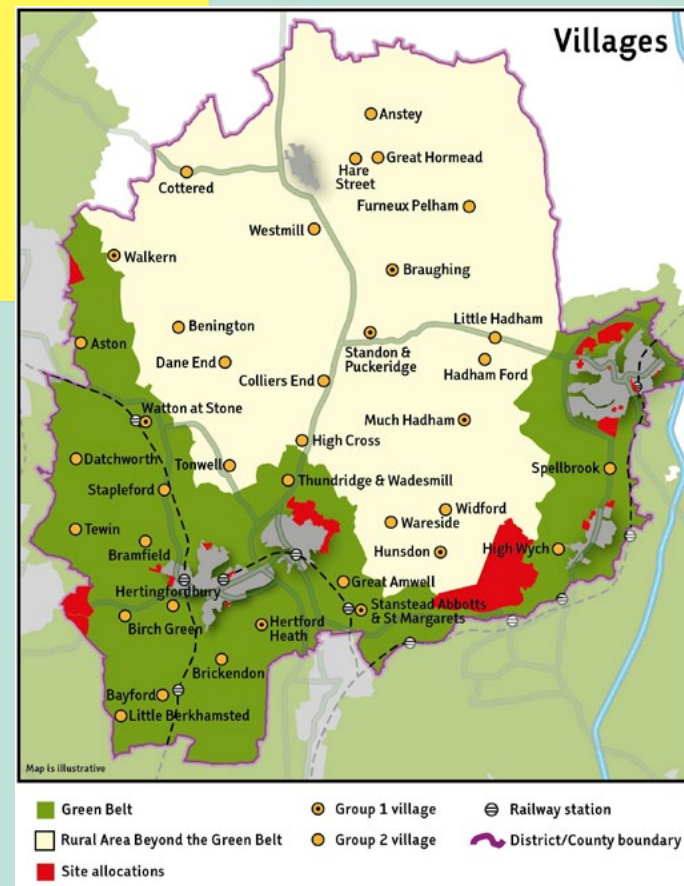 Villages
Anstey
Great Hormead
Hare
Street
Cottered
Furneux Pelham
Westmill
Walkern
Braughing
Benington
Little Hadham
Aston
Standon &
Puckeridge
Dane End
Hadham Ford
Colliers End
Watton at Stone
Much Hadham
High Cross
Datchworth
Tonwell
Spellbrook
Thundridge & Wadesmill
Stapleford
Widford
Wareside
Tewin
Bramfield
Hunsdon
High Wych
Great Amwell
Hertingfordbury
Stanstead Abbotts
& St Margarets
Birch Green
Hertford
Heath
Brickendon
Bayford
Little Berkhamsted
Map is illustrative
Green Belt
Group 1 village
Railway station
Rural Area Beyond the Green Belt
Group 2 village
District/County boundary
Site allocations